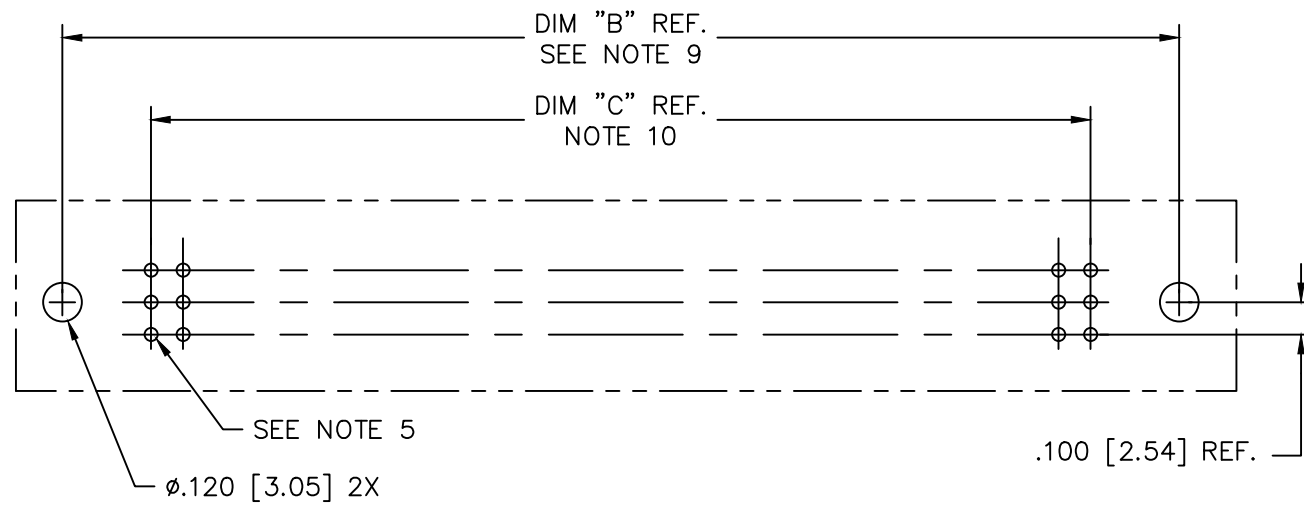 DIM "B" REF.
SEE NOTE 9
DIM "C" REF.
NOTE 10
SEE NOTE 5
.100 [2.54] REF.
ø.120 [3.05] 2X